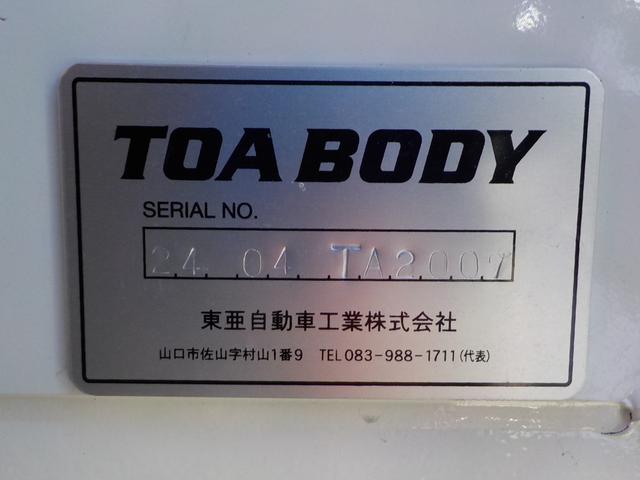 TOA BODY
SERIAL NO.
24 04 TA2007
東亜自動車工業株式会社
山口市佐山字村山1番9 TEL 083-988-1711(代表)